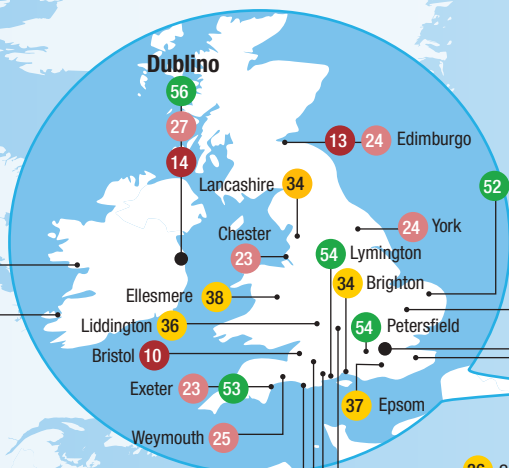 Dublino
56
27
14
13 24 Edimburgo
Lancashire 34
52
Chester
23
24 York
54 Lymington
Ellesmere 38
34 Brighton
Liddington 36
54 Petersfield
Bristol 10
Exeter 23 53
37 Epsom
Weymouth 25